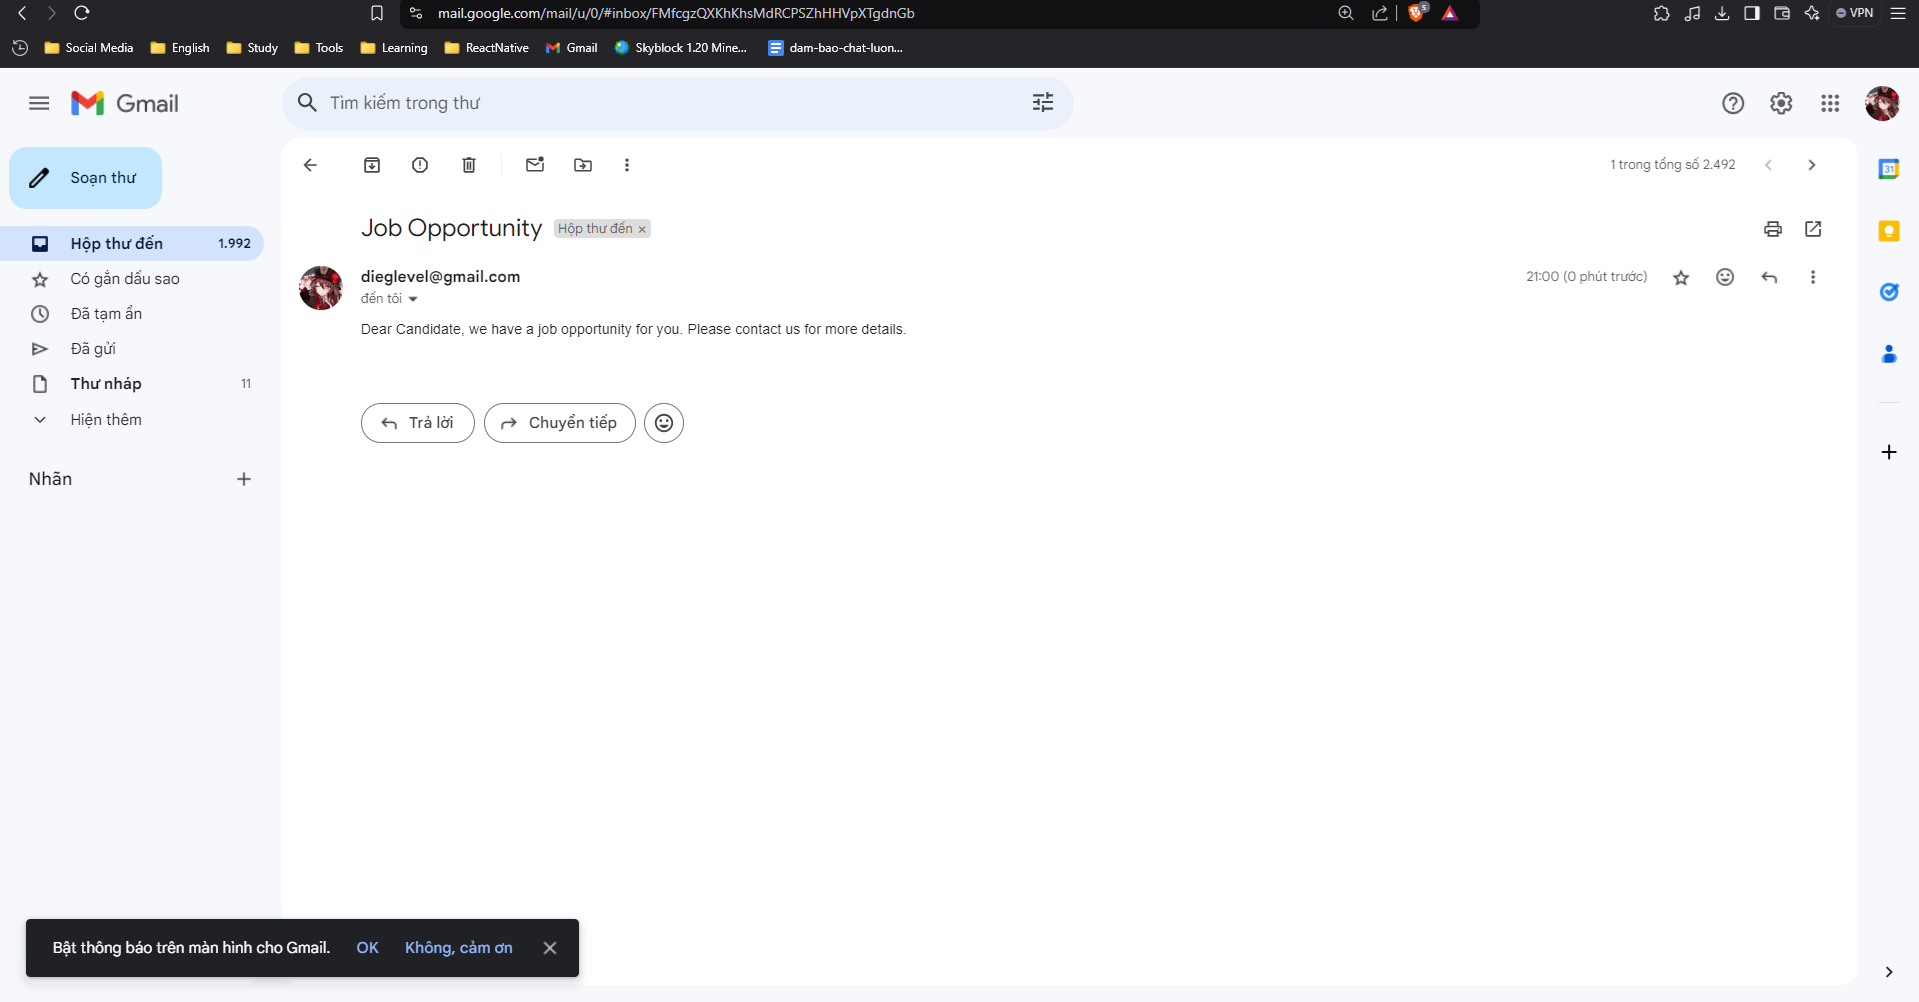 mail.google.com/mail/u/0/#inbox/FMfcgzQXKhKhsMdRCPSZhHHVpXTgdnGb
5
VPN
Social Media
English
Study
Tools
Learning
ReactNative
Gmail
Skyblock 1.20 Mine...
dam-bao-chat-luon...
Gmail
Tìm kiếm trong thư
Soạn thư
1 trong tổng số 2.492
31
Hộp thư đến 1.992
Có gắn dấu sao
Đã tạm ẩn
Đã gửi
Thư nháp 11
Hiện thêm
Nhãn
Job Opportunity
Hộp thư đến ×
dieglevel@gmail.com
21:00 (0 phút trước)
đến tôi
Dear Candidate, we have a job opportunity for you. Please contact us for more details.
Trả lời
Chuyển tiếp
Bật thông báo trên màn hình cho Gmail. OK Không, cảm ơn